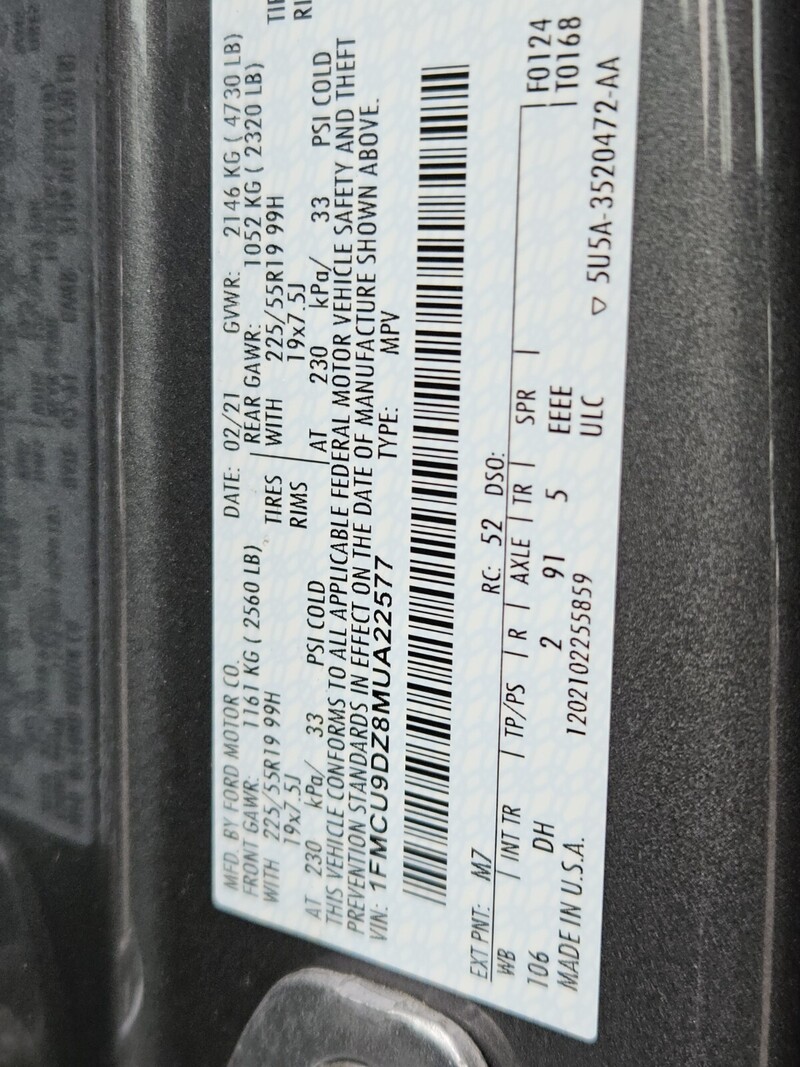 MFD. BY FORD MOTOR CO. DATE: 02/21 GVWR: 2146 KG ( 4730 LB)
FRONT GAWR: 1161 KG ( 2560 LB) REAR GAWR: 1052 KG ( 2320 LB)
WITH 225/55R19 99H TIRES WITH 225/55R19 99H TI
19x7.5J RIMS 19x7.5J RI
AT 230 kPa/ 33 PSI COLD AT 230 kPa/ 33 PSI COLD
THIS VEHICLE CONFORMS TO ALL APPLICABLE FEDERAL MOTOR VEHICLE SAFETY AND THEFT
PREVENTION STANDARDS IN EFFECT ON THE DATE OF MANUFACTURE SHOWN ABOVE.
VIN: 1FMCU9DZ8MUA22577 TYPE: MPV
EXT PNT: M7 RC: 52 DSO: F0124
WB INT TR TP/PS R AXLE TR SPR T0168
106 DH 2 91 5 EEEE
MADE IN U.S.A. 1202102255859 ULC ▽ 5U5A-3520472-AA